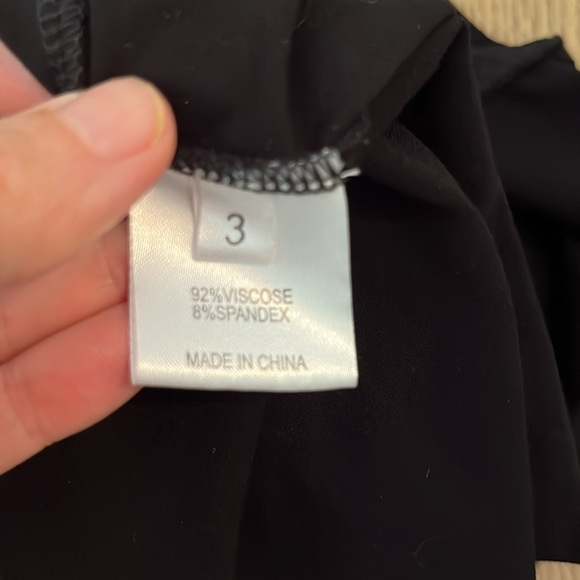 3
92%VISCOSE
8%SPANDEX
MADE IN CHINA